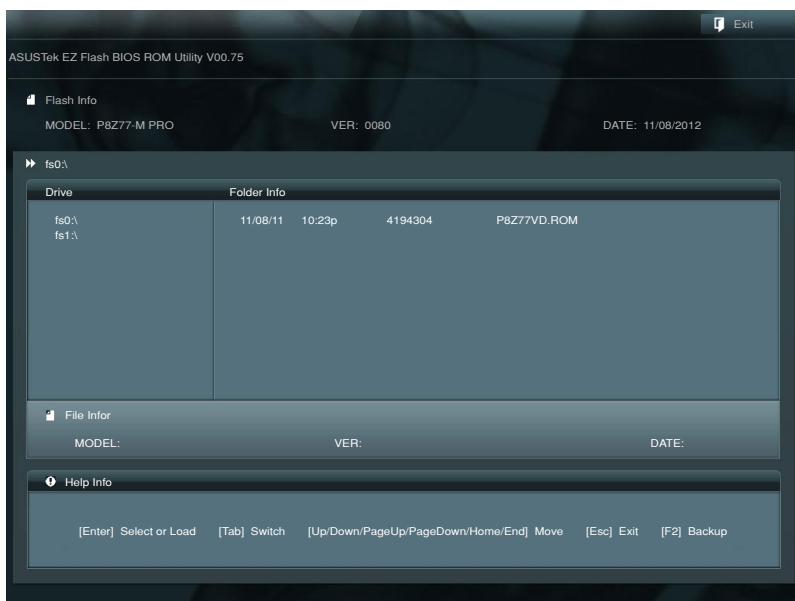 Exit
ASUSTek EZ Flash BIOS ROM Utility V00.75
Flash Info
MODEL: P8Z77-M PRO VER: 0080 DATE: 11/08/2012
fs0:\
Drive Folder Info
fs0:\ 11/08/11 10:23p 4194304 P8Z77VD.ROM
fs1:\
File Infor
MODEL: VER: DATE:
Help Info
[Enter] Select or Load [Tab] Switch [Up/Down/PageUp/PageDown/Home/End] Move [Esc] Exit [F2] Backup